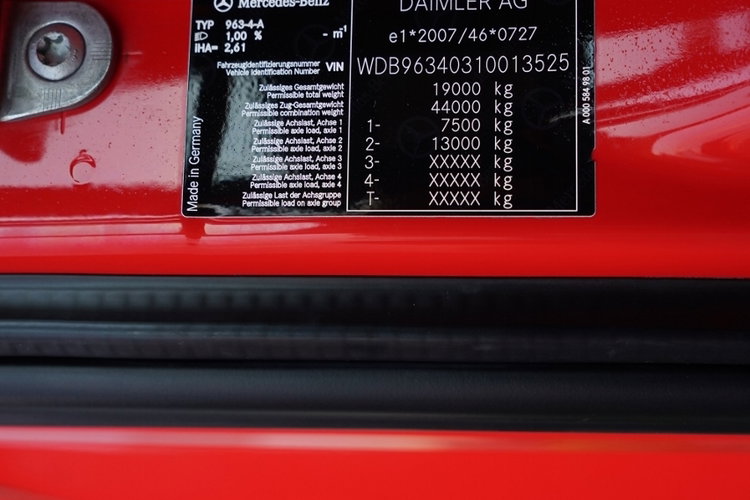 Mercedes-Benz DAIMLER AG
TYP 963-4-A
1,00 % - m⁻¹ e1*2007/46*0727
IHA= 2,61
Fahrzeugidentifizierungsnummer
Vehicle Identification Number VIN WDB96340310013525
Zulässiges Gesamtgewicht
Permissible total weight 19000 kg
Zulässiges Zug-Gesamtgewicht
Permissible combination weight 44000 kg
Zulässige Achslast, Achse 1
Permissible axle load, axle 1 1- 7500 kg
Zulässige Achslast, Achse 2
Permissible axle load, axle 2 2- 13000 kg
Zulässige Achslast, Achse 3
Permissible axle load, axle 3 3- XXXXX kg
Zulässige Achslast, Achse 4
Permissible axle load, axle 4 4- XXXXX kg
Zulässige Last der Achsgruppe
Permissible load on axle group T- XXXXX kg
Made in Germany
A 000 584 98 01